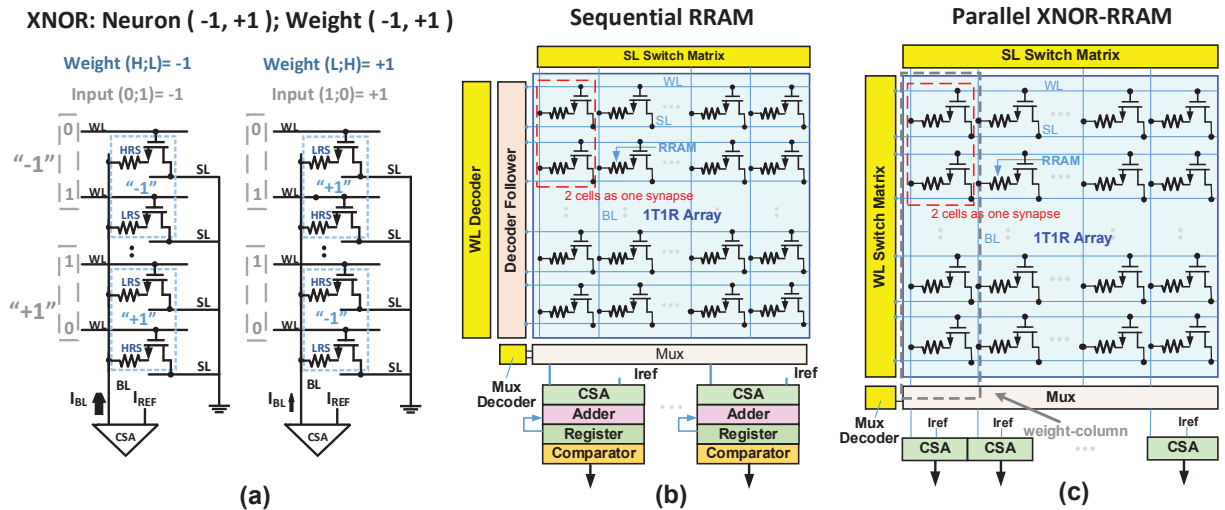 XNOR: Neuron ( -1, +1 ); Weight ( -1, +1 )
Weight (H;L)= -1
Input (0;1)= -1
Weight (L;H)= +1
Input (1;0)= +1
0
WL
HRS
SL
"-1"
"-1"
1
WL
LRS
SL
1
WL
LRS
SL
"+1"
"+1"
0
WL
HRS
SL
BL
IBL
IREF
CSA
0
WL
LRS
SL
"+1"
1
WL
HRS
SL
1
WL
HRS
SL
"-1"
0
WL
LRS
SL
BL
IBL
IREF
CSA
(a)
Sequential RRAM
SL Switch Matrix
WL Decoder
Decoder Follower
WL
SL
RRAM
2 cells as one synapse
BL
1T1R Array
Mux
Mux
Decoder
Iref
Iref
CSA
Adder
Register
Comparator
CSA
Adder
Register
Comparator
(b)
Parallel XNOR-RRAM
SL Switch Matrix
WL Switch Matrix
WL
SL
RRAM
2 cells as one synapse
BL
1T1R Array
Mux
Mux
Decoder
Iref
Iref
weight-column
Iref
CSA
CSA
CSA
(c)